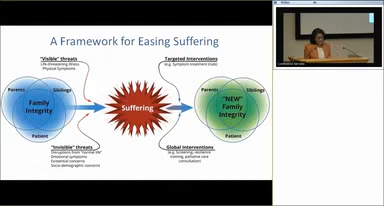 A Framework for Easing Suffering
"Visible" threats
Life-threatening illness
Physical Symptoms
Targeted Interventions
(e.g. Symptom treatment trials)
Parents
Siblings
Family
Integrity
Patient
Suffering
Parents
Siblings
"NEW"
Family
Integrity
Patient
"Invisible" threats
Disruptions from "normal life"
Emotional symptoms
Existential concerns
Socio-demographic concerns
Global Interventions
(e.g. Screening, resilience
training, palliative care
consultation)